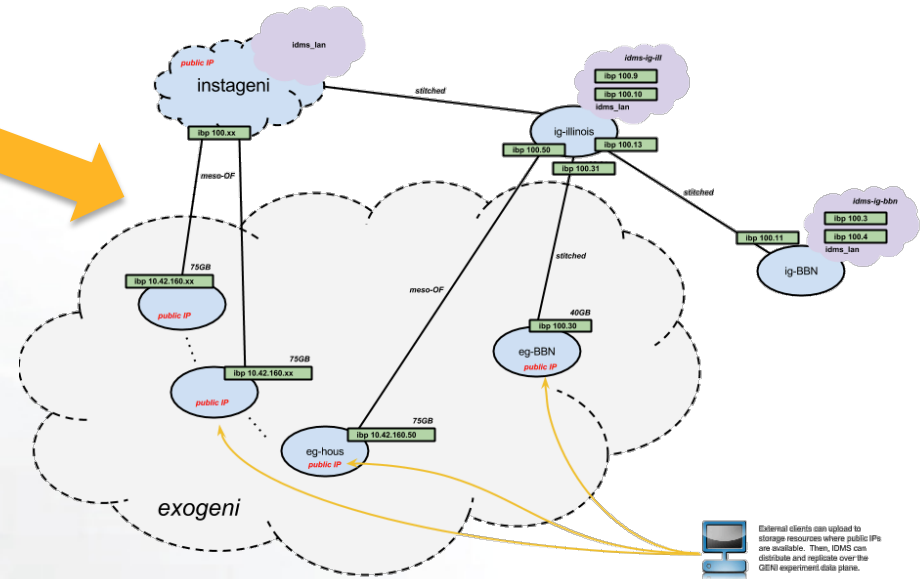 idms_lan
public IP
instageni
ibp 100.xx
stitched
idms-ig-ill
ibp 100.9
ibp 100.10
idms_lan
ig-illinois
ibp 100.50
ibp 100.13
ibp 100.31
meso-OF
stitched
idms-ig-bbn
ibp 100.3
ibp 100.4
idms_lan
ibp 100.11
ig-BBN
75GB
ibp 10.42.160.xx
public IP
meso-OF
stitched
40GB
ibp 100.30
eg-BBN
public IP
75GB
ibp 10.42.160.xx
public IP
75GB
ibp 10.42.160.50
eg-hous
public IP
exogeni
External clients can upload to
storage resources where public IPs
are available. Then, IDMS can
distribute and replicate over the
GENI experiment data plane.